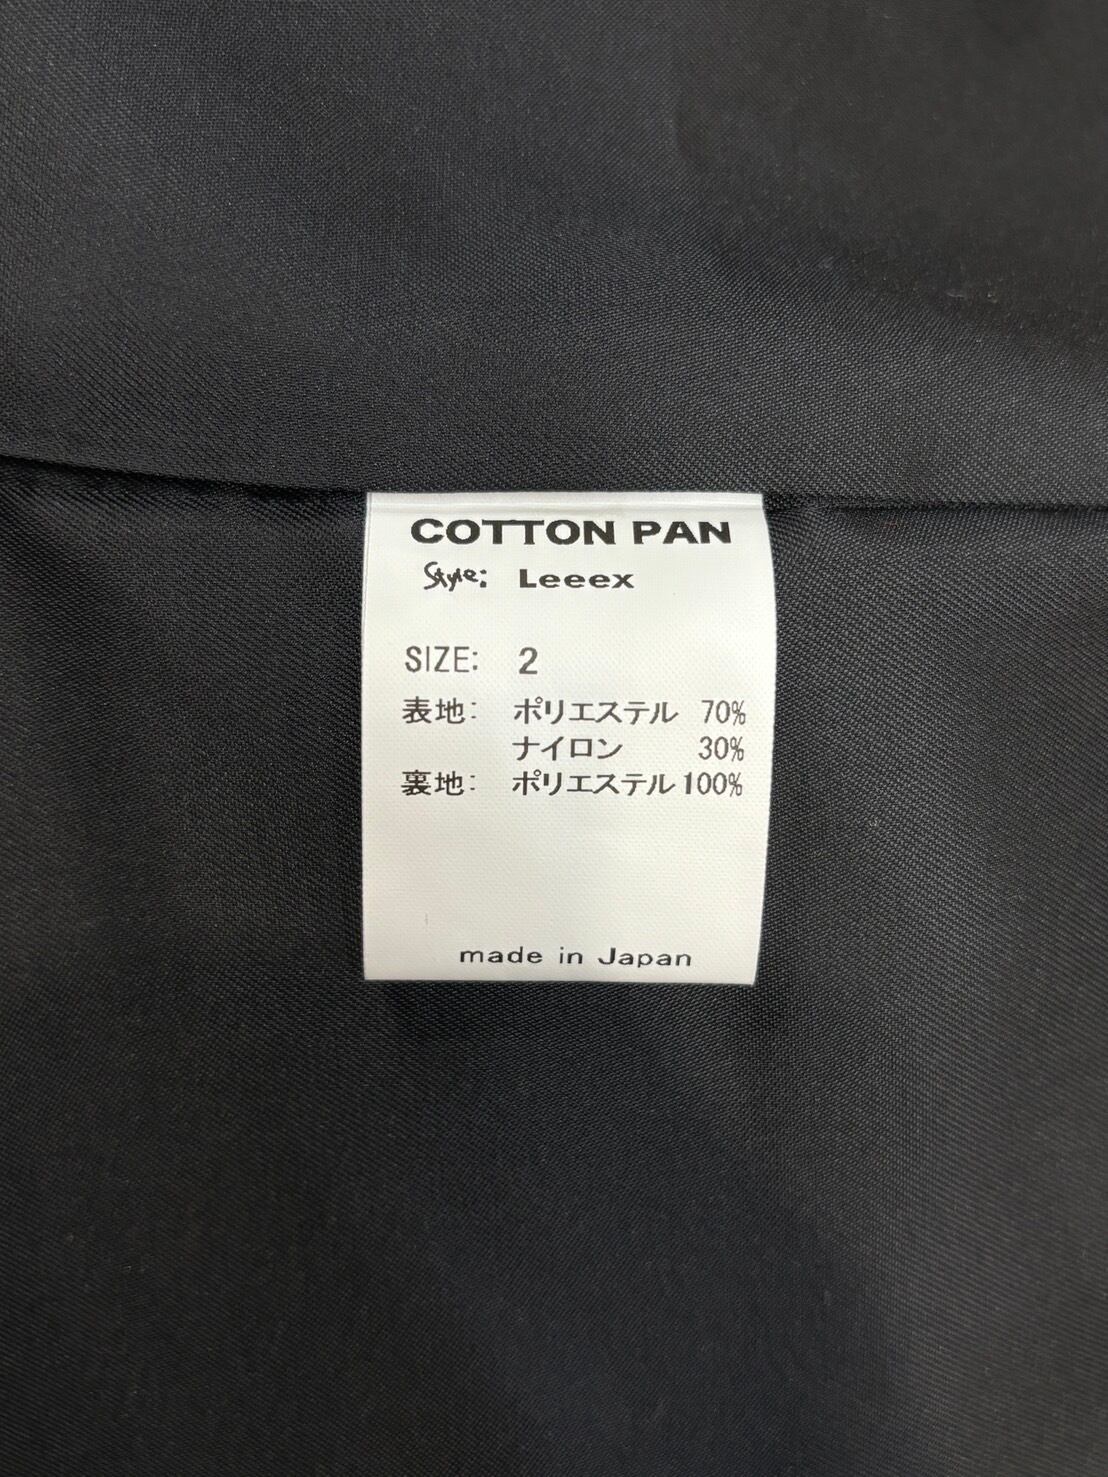 COTTON PAN
Style: Leeex
SIZE: 2
表地: ポリエステル 70%
ナイロン 30%
裏地: ポリエステル 100%
made in Japan